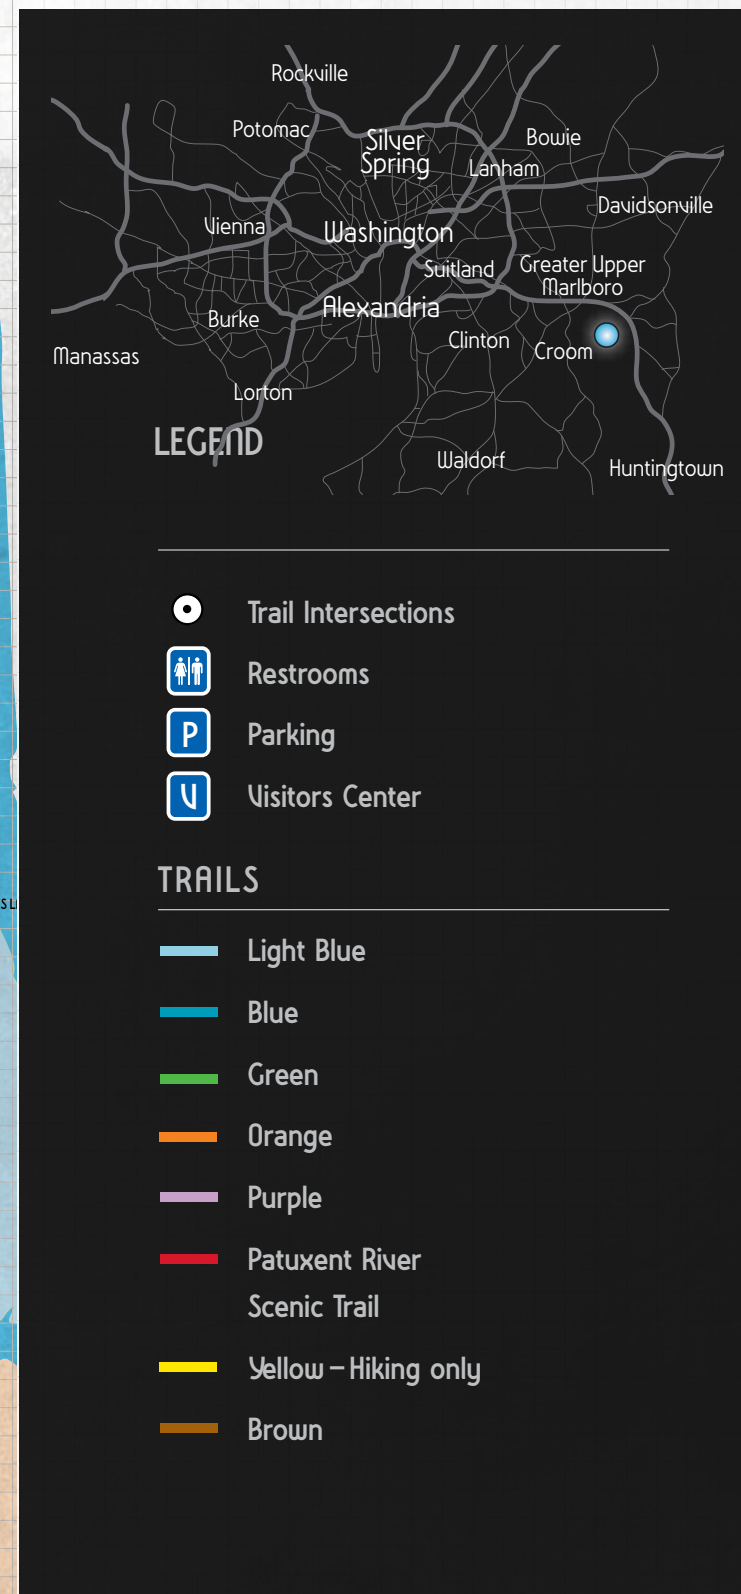 Rockville
Potomac
Silver
Spring
Bowie
Lanham
Davidsonville
Vienna
Washington
Suitland
Greater Upper
Marlboro
Alexandria
Burke
Clinton
Croom
Manassas
Lorton
LEGEND
Waldorf
Huntingtown
Trail Intersections
Restrooms
P Parking
V Visitors Center
TRAILS
Light Blue
Blue
Green
Orange
Purple
Patuxent River
Scenic Trail
Yellow – Hiking only
Brown